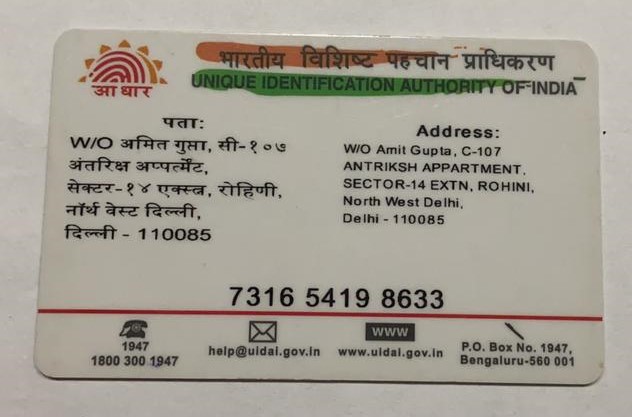 आधार
भारतीय विशिष्ट पहचान प्राधिकरण
UNIQUE IDENTIFICATION AUTHORITY OF INDIA
पता:
W/O अमित गुप्ता, सी-१०७
अंतरिक्ष अपार्त्मेंट,
सेक्टर-१४ एक्स्त्न, रोहिणी,
नॉर्थ वेस्ट दिल्ली,
दिल्ली - 110085
Address:
W/O Amit Gupta, C-107
ANTRIKSH APPARTMENT,
SECTOR-14 EXTN, ROHINI,
North West Delhi,
Delhi - 110085
7316 5419 8633
1947
1800 300 1947
help@uidai.gov.in
WWW
www.uidai.gov.in
P.O. Box No. 1947,
Bengaluru-560 001